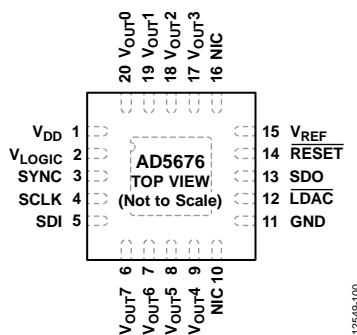 20 VOUT0
19 VOUT1
18 VOUT2
17 VOUT3
16 NIC
VDD 1
VLOGIC 2
SYNC 3
SCLK 4
SDI 5
AD5676
TOP VIEW
(Not to Scale)
15 VREF
14 RESET
13 SDO
12 LDAC
11 GND
VOUT7 6
VOUT6 7
VOUT5 8
VOUT4 9
NIC 10
12549-100